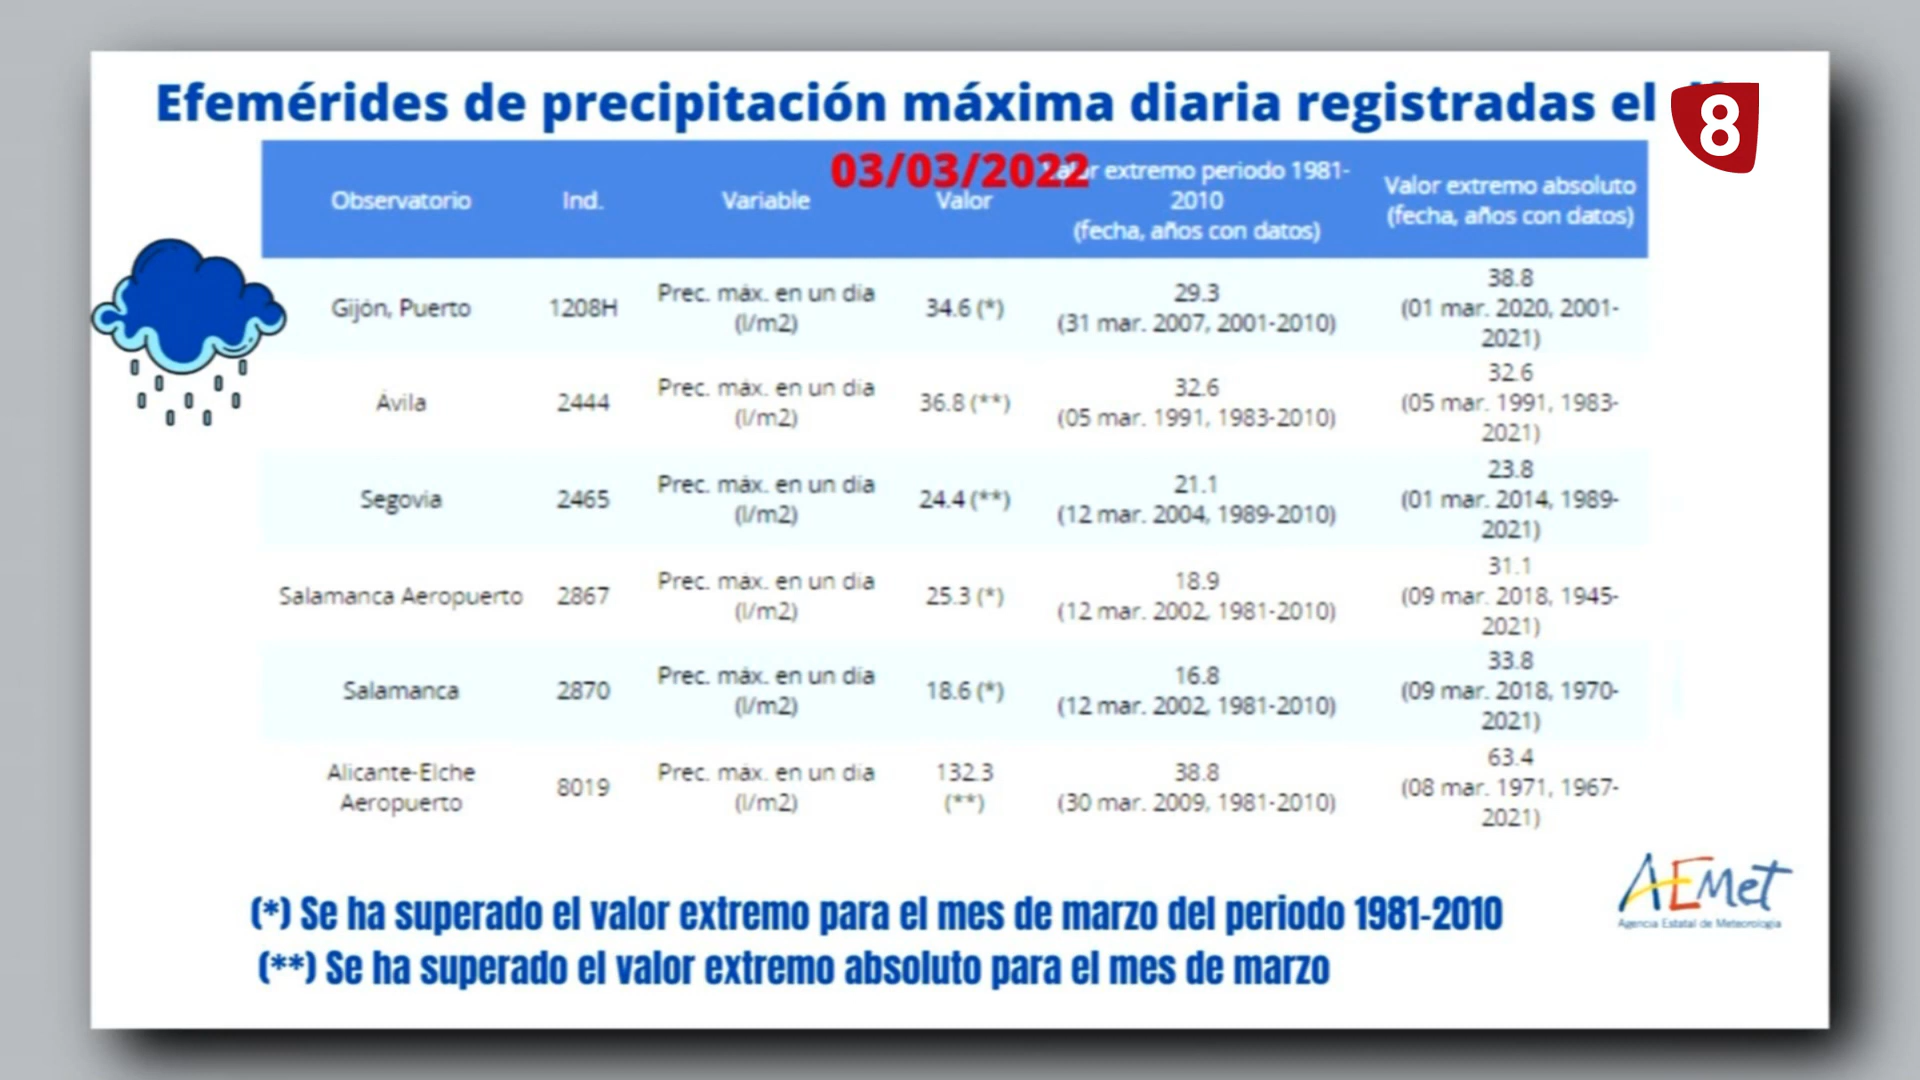 Efemérides de precipitación máxima diaria registradas el
8
03/03/2022
Observatorio
Ind.
Variable
Valor
extremo periodo 1981-
2010
(fecha, años con datos)
Valor extremo absoluto
(fecha, años con datos)
Gijón, Puerto
1208H
Prec. máx. en un día
(l/m2)
34.6 (*)
29.3
(31 mar. 2007, 2001-2010)
38.8
(01 mar. 2020, 2001-
2021)
Ávila
2444
Prec. máx. en un día
(l/m2)
36.8 (**)
32.6
(05 mar. 1991, 1983-2010)
32.6
(05 mar. 1991, 1983-
2021)
Segovia
2465
Prec. máx. en un día
(l/m2)
24.4 (**)
21.1
(12 mar. 2004, 1989-2010)
23.8
(01 mar. 2014, 1989-
2021)
Salamanca Aeropuerto
2867
Prec. máx. en un día
(l/m2)
25.3 (*)
18.9
(12 mar. 2002, 1981-2010)
31.1
(09 mar. 2018, 1945-
2021)
Salamanca
2870
Prec. máx. en un día
(l/m2)
18.6 (*)
16.8
(12 mar. 2002, 1981-2010)
33.8
(09 mar. 2018, 1970-
2021)
Alicante-Elche
Aeropuerto
8019
Prec. máx. en un día
(l/m2)
132.3
(**)
38.8
(30 mar. 2009, 1981-2010)
63.4
(08 mar. 1971, 1967-
2021)
AEMet
Agencia Estatal de Meteorología
(*) Se ha superado el valor extremo para el mes de marzo del periodo 1981-2010
(**) Se ha superado el valor extremo absoluto para el mes de marzo